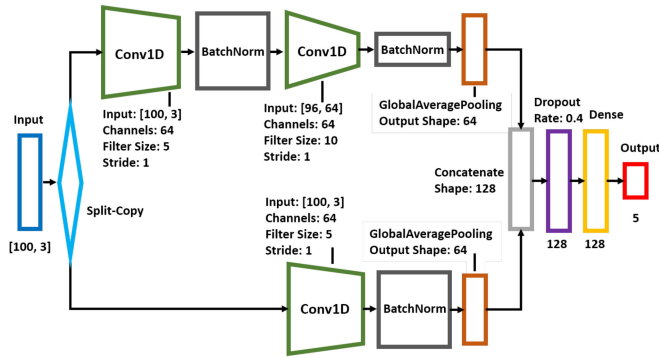 Conv1D
BatchNorm
Conv1D
BatchNorm
Input: [100, 3]
Channels: 64
Filter Size: 5
Stride: 1
Input: [96, 64]
Channels: 64
Filter Size: 10
Stride: 1
GlobalAveragePooling
Output Shape: 64
Dropout
Rate: 0.4
Dense
Output
Input
Split-Copy
[100, 3]
Concatenate
Shape: 128
128
128
5
Input: [100, 3]
Channels: 64
Filter Size: 5
Stride: 1
GlobalAveragePooling
Output Shape: 64
Conv1D
BatchNorm